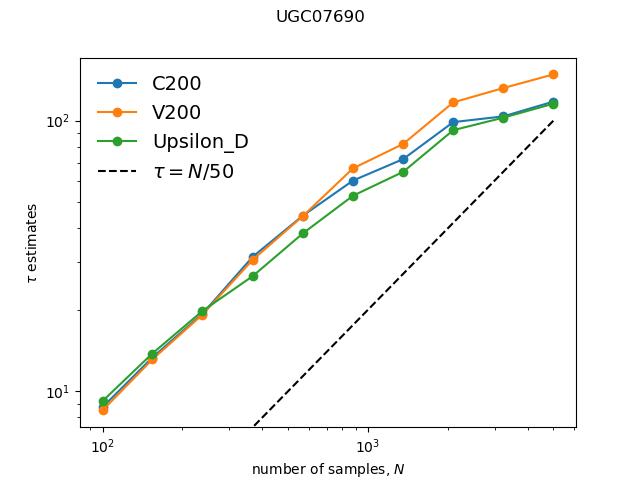 UGC07690
C200
V200
Upsilon_D
τ = N/50
10²
10¹
τ estimates
10²
10³
number of samples, N